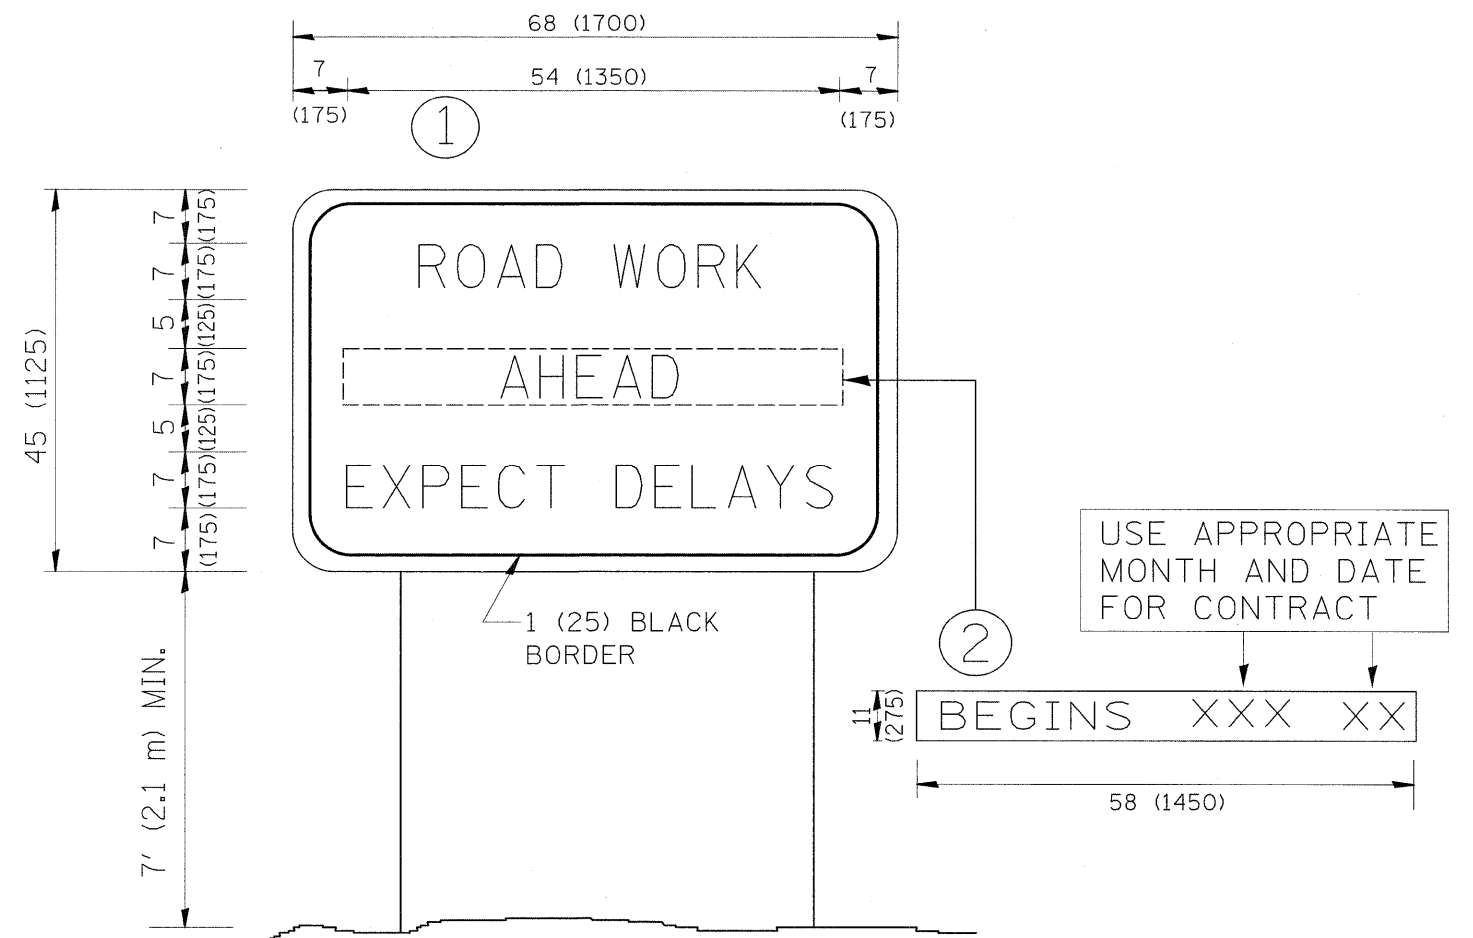 68 (1700)
7 54 (1350) 7
(175) (175)
1
7 (175)
7 (175)
5 (125)
7 (175)
5 (125)
7 (175)
7 (175)
45 (1125)
ROAD WORK
AHEAD
EXPECT DELAYS
1 (25) BLACK
BORDER
7' (2.1 m) MIN.
2
USE APPROPRIATE
MONTH AND DATE
FOR CONTRACT
11
(275)
BEGINS XXX XX
58 (1450)